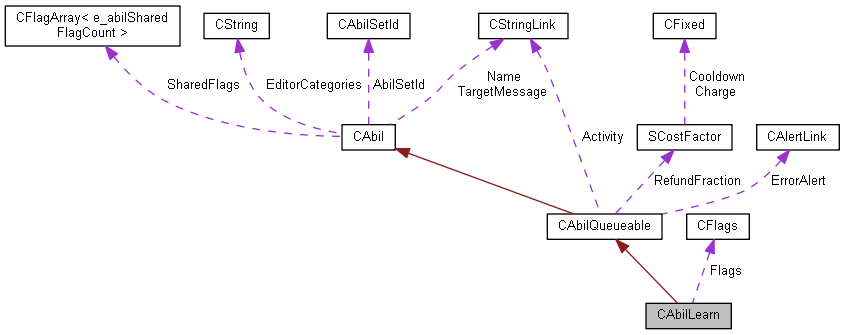 CFlagArray< e_abilShared
FlagCount >
CString
CAbilSetId
CStringLink
CFixed
SharedFlags
EditorCategories
AbilSetId
Name
TargetMessage
Cooldown
Charge
CAbil
Activity
SCostFactor
CAlertLink
RefundFraction
ErrorAlert
CAbilQueueable
CFlags
Flags
CAbilLearn